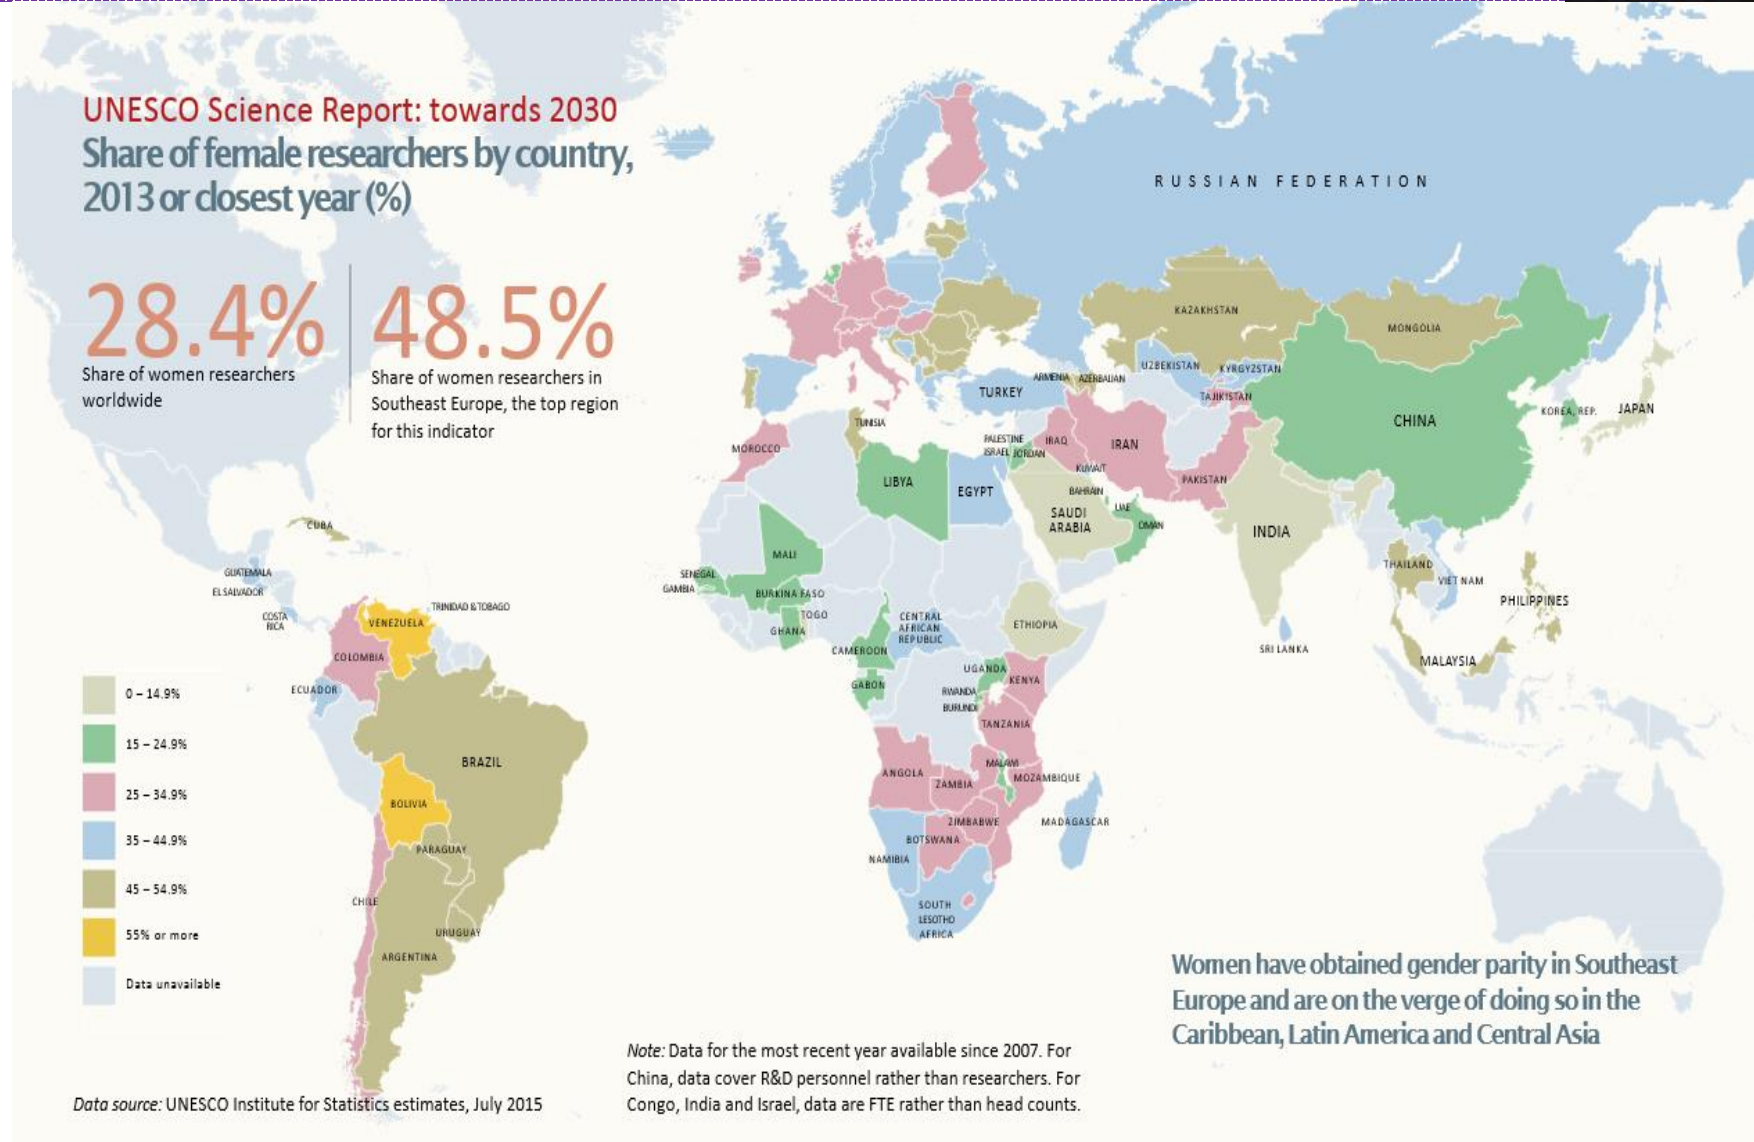 UNESCO Science Report: towards 2030
Share of female researchers by country,
2013 or closest year (%)
28.4%
Share of women researchers
worldwide
48.5%
Share of women researchers in
Southeast Europe, the top region
for this indicator
RUSSIAN FEDERATION
KAZAKHSTAN
MONGOLIA
UZBEKISTAN
KYRGYZSTAN
TAJIKISTAN
ARMENIA
AZERBAIJAN
TURKEY
CHINA
KOREA, REP.
JAPAN
TUNISIA
MOROCCO
PALESTINE
ISRAEL
JORDAN
IRAQ
IRAN
KUWAIT
PAKISTAN
LIBYA
EGYPT
BAHRAIN
UAE
SAUDI
ARABIA
OMAN
INDIA
CUBA
MALI
GUATEMALA
EL SALVADOR
COSTA
RICA
TRINIDAD & TOBAGO
VENEZUELA
SENEGAL
GAMBIA
BURKINA FASO
TOGO
GHANA
CENTRAL
AFRICAN
REPUBLIC
ETHIOPIA
THAILAND
VIET NAM
PHILIPPINES
SRI LANKA
MALAYSIA
COLOMBIA
ECUADOR
CAMEROON
GABON
UGANDA
KENYA
RWANDA
BURUNDI
TANZANIA
BRAZIL
BOLIVIA
PARAGUAY
CHILE
URUGUAY
ARGENTINA
ANGOLA
ZAMBIA
MALAWI
MOZAMBIQUE
ZIMBABWE
MADAGASCAR
BOTSWANA
NAMIBIA
SOUTH
LESOTHO
AFRICA
0 – 14.9%
15 – 24.9%
25 – 34.9%
35 – 44.9%
45 – 54.9%
55% or more
Data unavailable
Women have obtained gender parity in Southeast
Europe and are on the verge of doing so in the
Caribbean, Latin America and Central Asia
Note: Data for the most recent year available since 2007. For
China, data cover R&D personnel rather than researchers. For
Congo, India and Israel, data are FTE rather than head counts.
Data source: UNESCO Institute for Statistics estimates, July 2015